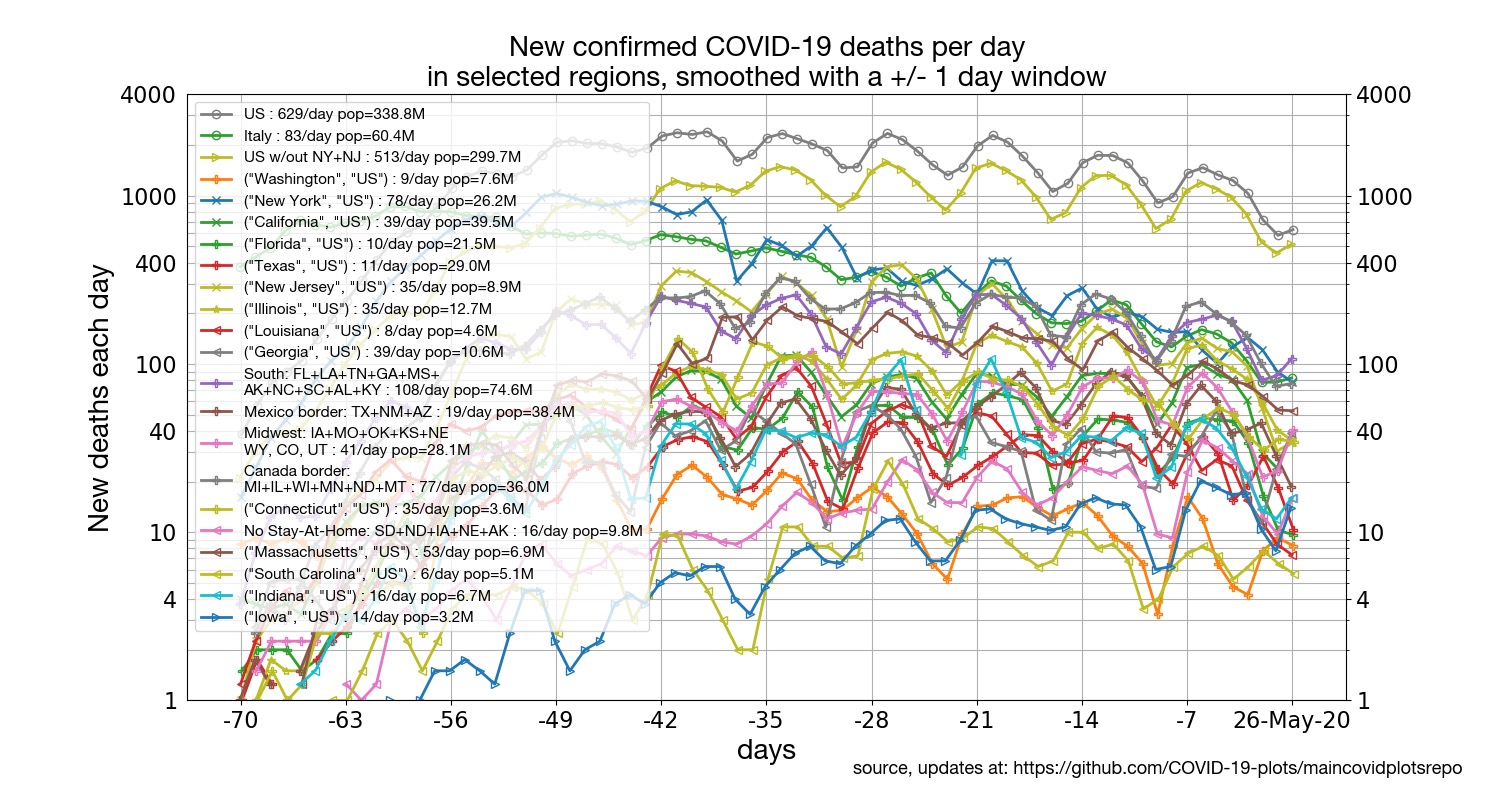 New confirmed COVID-19 deaths per day
in selected regions, smoothed with a +/- 1 day window
4000
1000
400
100
40
10
4
1
New deaths each day
US : 629/day pop=338.8M
Italy : 83/day pop=60.4M
US w/out NY+NJ : 513/day pop=299.7M
("Washington", "US") : 9/day pop=7.6M
("New York", "US") : 78/day pop=26.2M
("California", "US") : 39/day pop=39.5M
("Florida", "US") : 10/day pop=21.5M
("Texas", "US") : 11/day pop=29.0M
("New Jersey", "US") : 35/day pop=8.9M
("Illinois", "US") : 35/day pop=12.7M
("Louisiana", "US") : 8/day pop=4.6M
("Georgia", "US") : 39/day pop=10.6M
South: FL+LA+TN+GA+MS+
AK+NC+SC+AL+KY : 108/day pop=74.6M
Mexico border: TX+NM+AZ : 19/day pop=38.4M
Midwest: IA+MO+OK+KS+NE
WY, CO, UT : 41/day pop=28.1M
Canada border:
MI+IL+WI+MN+ND+MT : 77/day pop=36.0M
("Connecticut", "US") : 35/day pop=3.6M
No Stay-At-Home: SD+ND+IA+NE+AK : 16/day pop=9.8M
("Massachusetts", "US") : 53/day pop=6.9M
("South Carolina", "US") : 6/day pop=5.1M
("Indiana", "US") : 16/day pop=6.7M
("Iowa", "US") : 14/day pop=3.2M
4000
1000
400
100
40
10
4
1
-70 -63 -56 -49 -42 -35 -28 -21 -14 -7 26-May-20
days
source, updates at: https://github.com/COVID-19-plots/maincovidplotsrepo